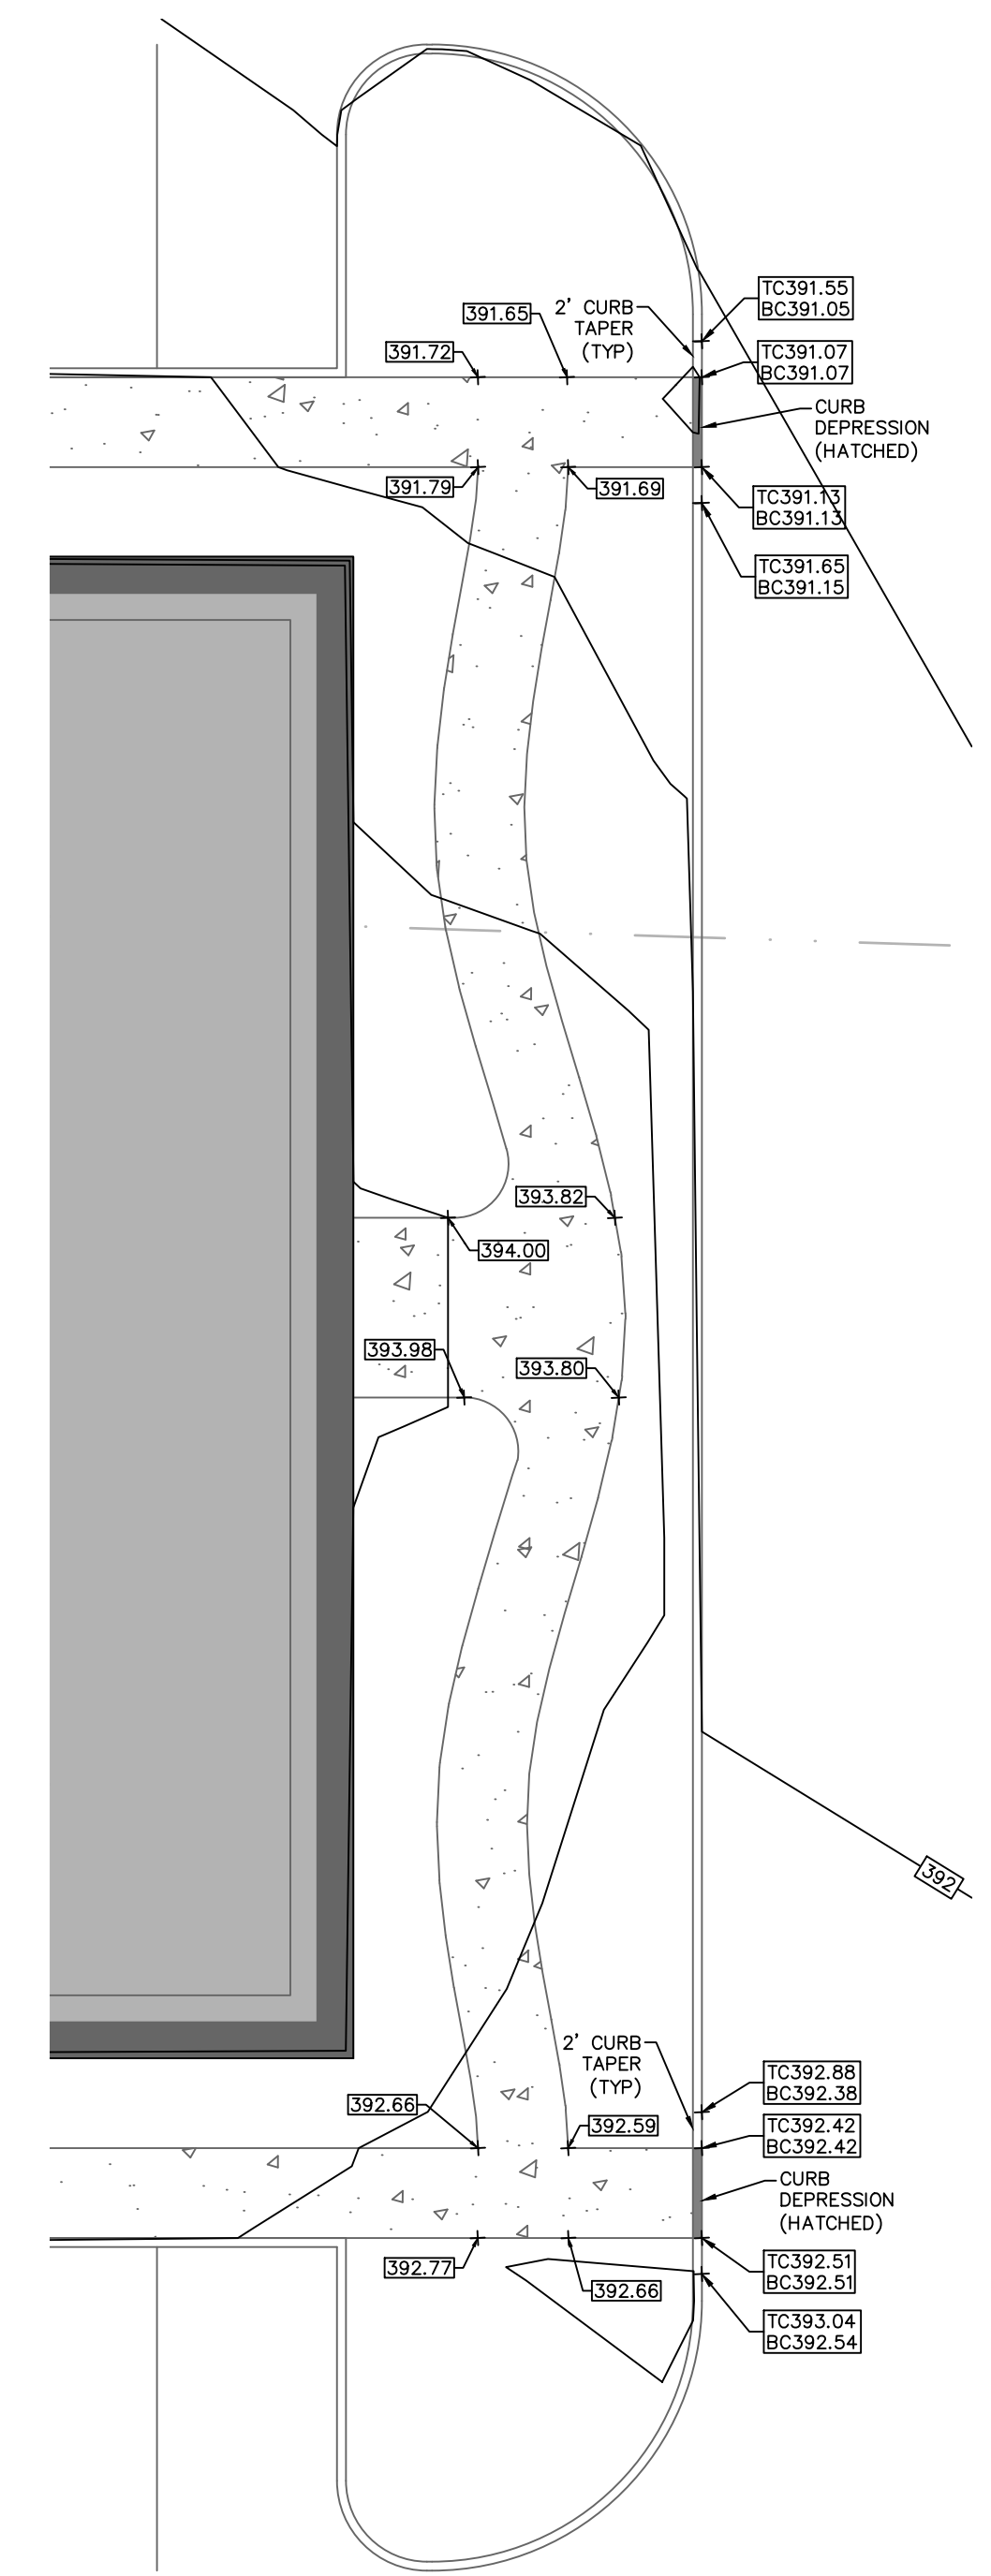 TC391.55
BC391.05
391.65
2' CURB
TAPER
(TYP)
391.72
TC391.07
BC391.07
CURB
DEPRESSION
(HATCHED)
391.79
391.69
TC391.13
BC391.13
TC391.65
BC391.15
393.82
394.00
393.98
393.80
392
2' CURB
TAPER
(TYP)
TC392.88
BC392.38
392.66
392.59
TC392.42
BC392.42
CURB
DEPRESSION
(HATCHED)
392.77
392.66
TC392.51
BC392.51
TC393.04
BC392.54